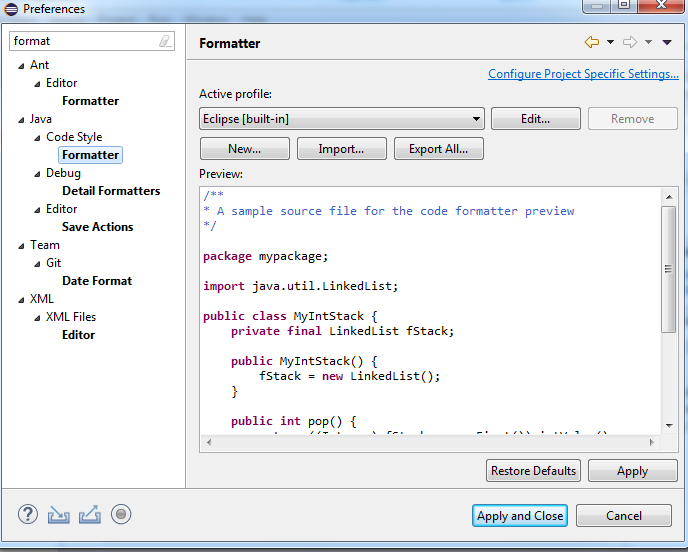 Preferences
format
Ant
Editor
Formatter
Java
Code Style
Formatter
Debug
Detail Formatters
Editor
Save Actions
Team
Git
Date Format
XML
XML Files
Editor
Formatter
Configure Project Specific Settings...
Active profile:
Eclipse [built-in]
Edit...
Remove
New...
Import...
Export All...
Preview:
/**
* A sample source file for the code formatter preview
*/
package mypackage;
import java.util.LinkedList;
public class MyIntStack {
private final LinkedList fStack;
public MyIntStack() {
fStack = new LinkedList();
}
public int pop() {
Restore Defaults
Apply
Apply and Close
Cancel